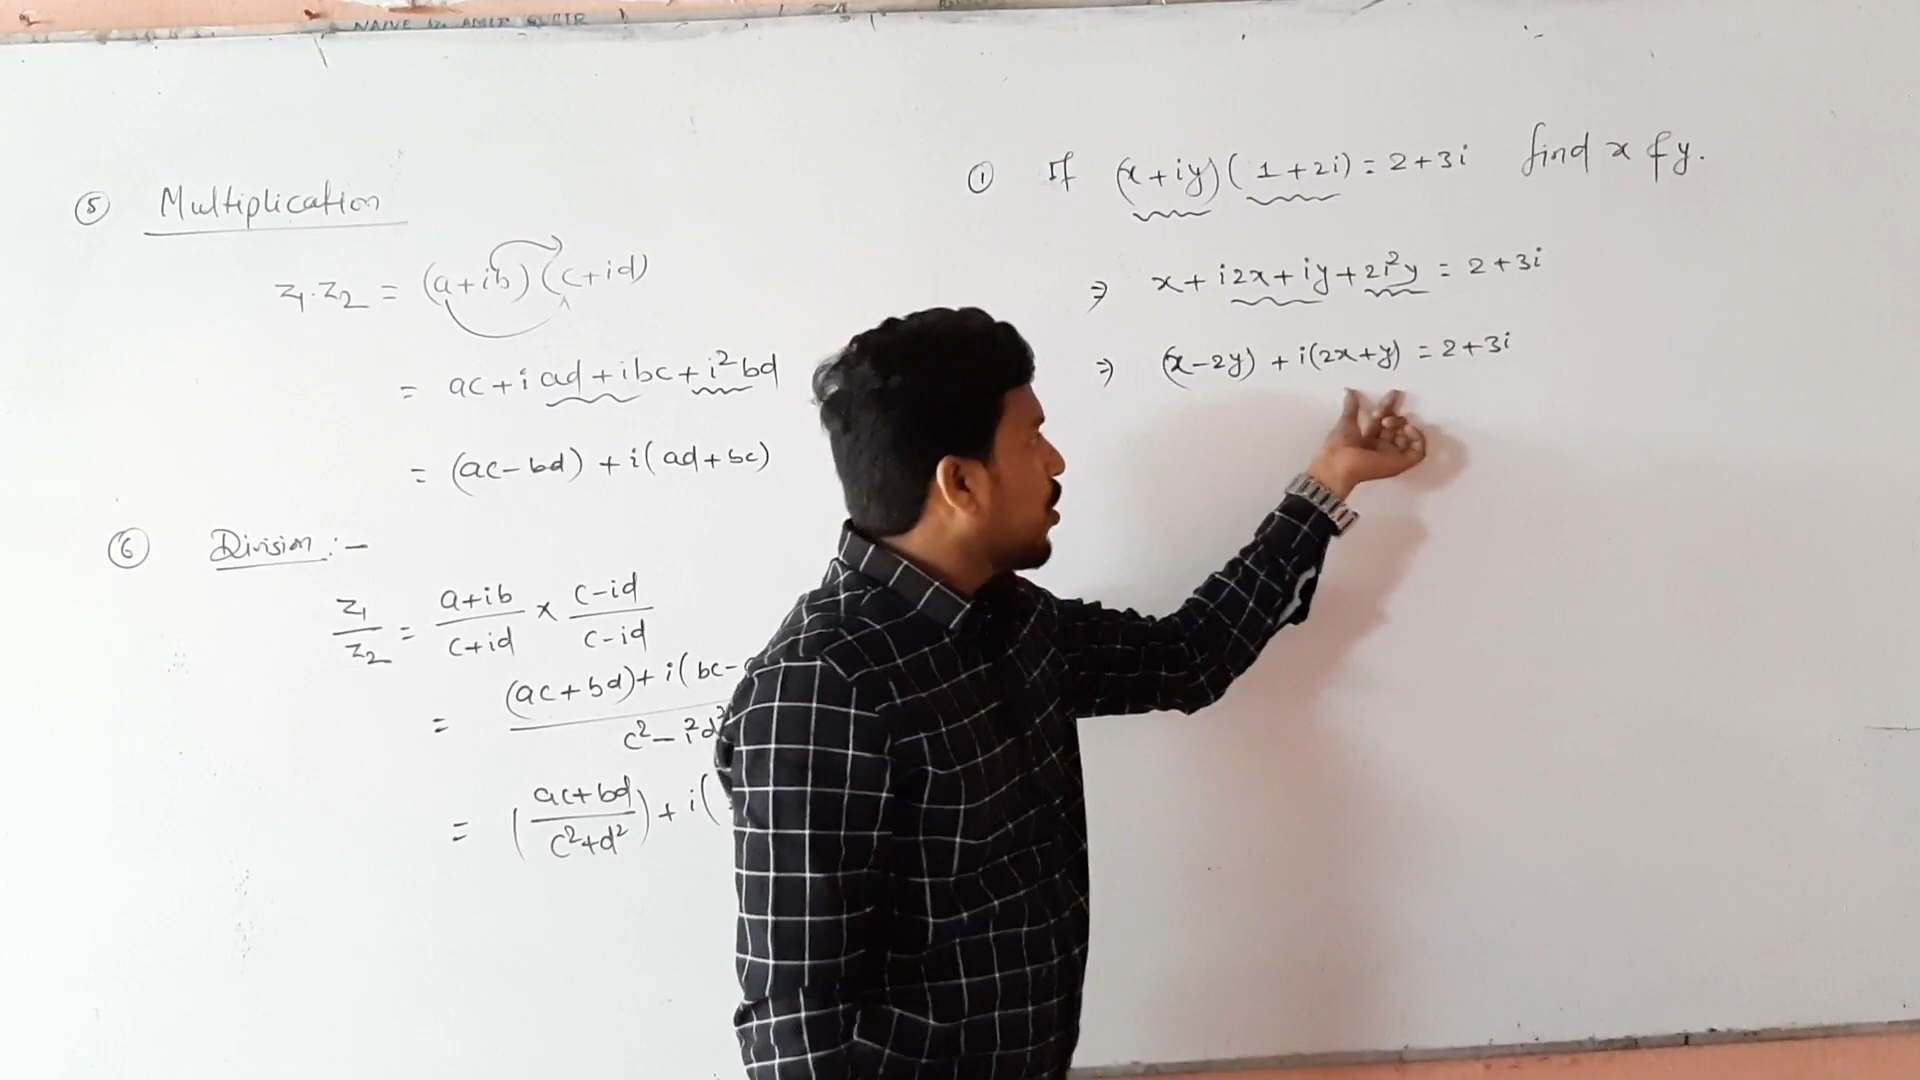 ⑤ Multiplication
z₁.z₂ = (a+ib)(c+id)
= ac+iad+ibc+i²bd
= (ac-bd)+i(ad+bc)
⑥ Division :-
z₁/z₂ = (a+ib)/(c+id) × (c-id)/(c-id)
= ((ac+bd)+i(bc-)/(c²-i²d²
= ((ac+bd)/(c²+d²))+i(
① If (x+iy)(1+2i)=2+3i find x & y.
⇒ x+i2x+iy+2i²y=2+3i
⇒ (x-2y)+i(2x+y)=2+3i